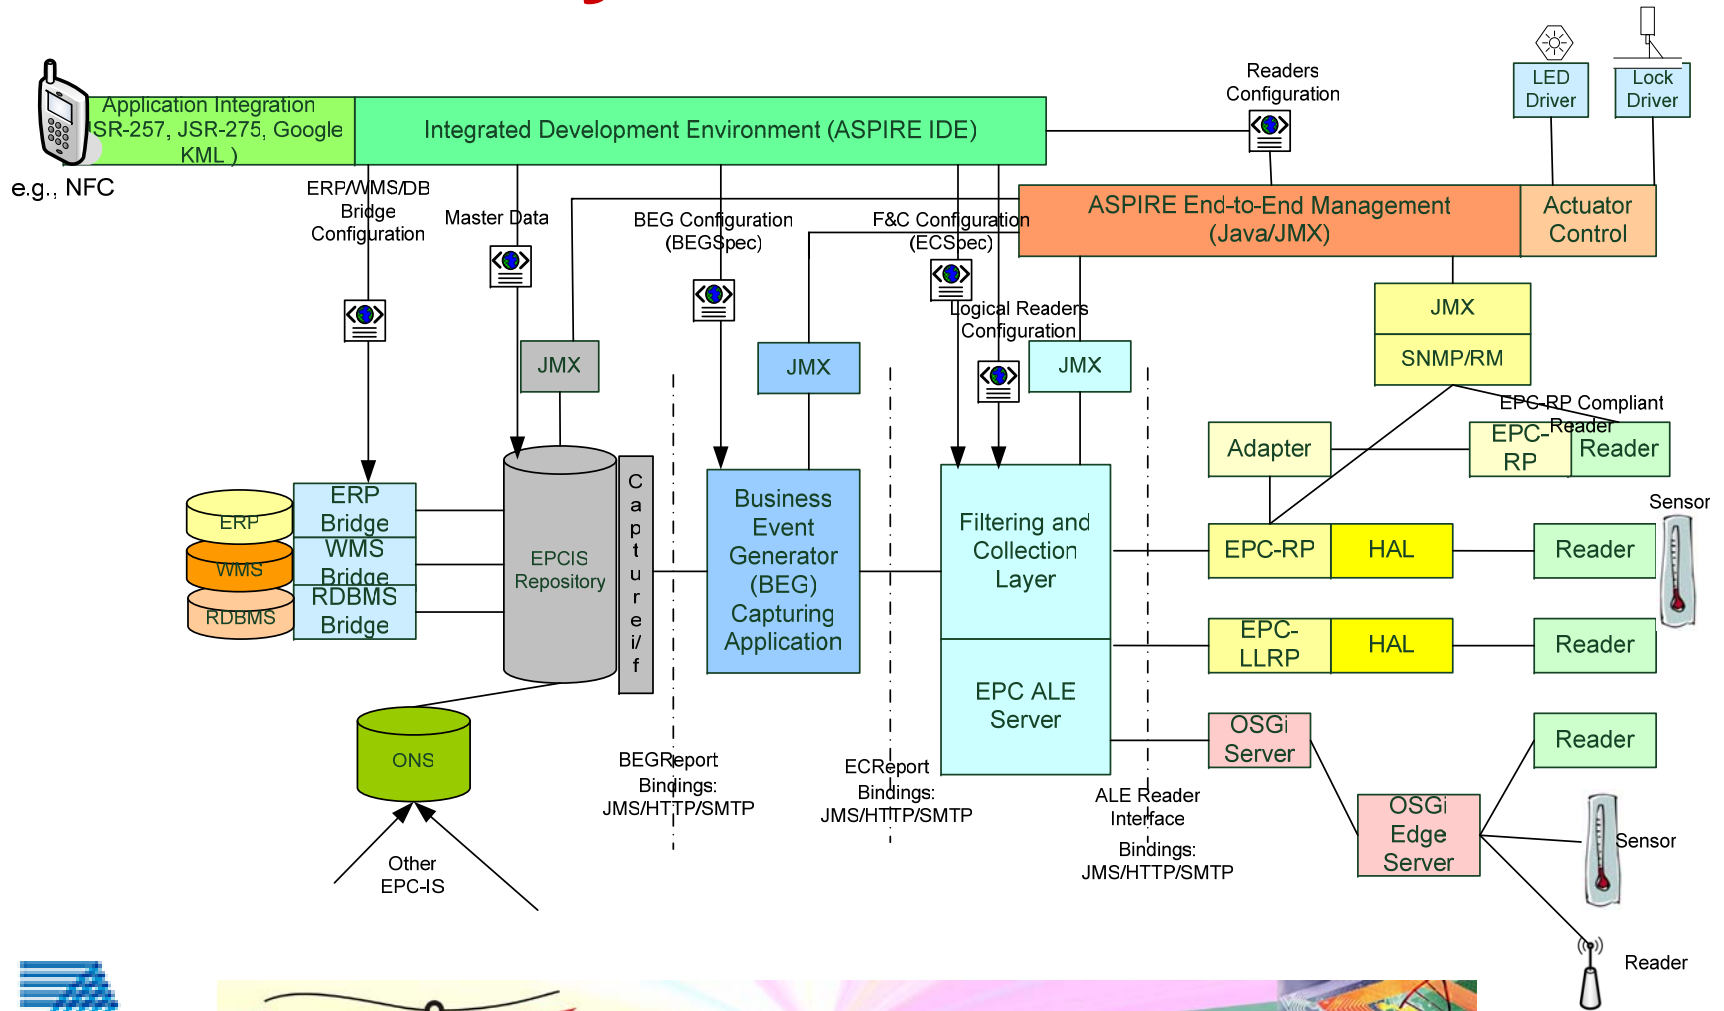 Readers
Configuration
LED
Driver
Lock
Driver
Application Integration
SR-257, JSR-275, Google
KML )
Integrated Development Environment (ASPIRE IDE)
e.g., NFC
ERP/WMS/DB
Bridge
Configuration
Master Data
BEG Configuration
(BEGSpec)
F&C Configuration
(ECSpec)
ASPIRE End-to-End Management
(Java/JMX)
Actuator
Control
Logical Readers
Configuration
JMX
SNMP/RM
JMX
JMX
JMX
EPC-RP Compliant
Reader
Adapter
EPC-
RP
Reader
Sensor
ERP
WMS
RDBMS
ERP
Bridge
WMS
Bridge
RDBMS
Bridge
EPCIS
Repository
C
a
p
t
u
r
e
i/
f
Business
Event
Generator
(BEG)
Capturing
Application
Filtering and
Collection
Layer
EPC ALE
Server
EPC-RP
HAL
Reader
EPC-
LLRP
HAL
Reader
OSGi
Server
Reader
OSGi
Edge
Server
Sensor
Reader
ONS
Other
EPC-IS
BEGReport
Bindings:
JMS/HTTP/SMTP
ECReport
Bindings:
JMS/HTTP/SMTP
ALE Reader
Interface
Bindings:
JMS/HTTP/SMTP